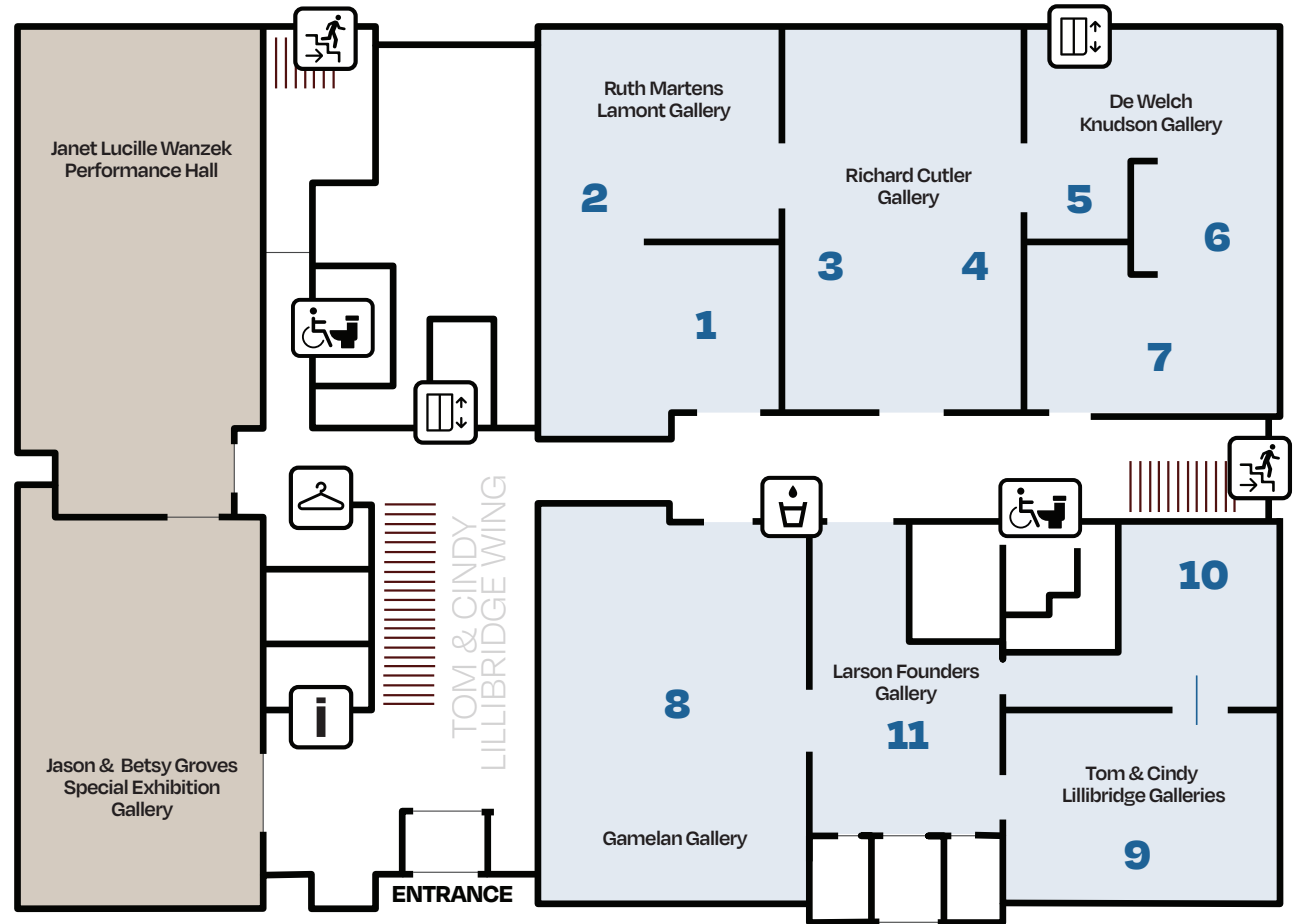 Janet Lucille Wanzek
Performance Hall
Ruth Martens
Lamont Gallery
2
1
Richard Cutler
Gallery
3
4
De Welch
Knudson Gallery
5
6
7
TOM & CINDY
LILLIBRIDGE WING
i
Jason & Betsy Groves
Special Exhibition
Gallery
ENTRANCE
8
Gamelan Gallery
Larson Founders
Gallery
11
10
Tom & Cindy
Lillibridge Galleries
9